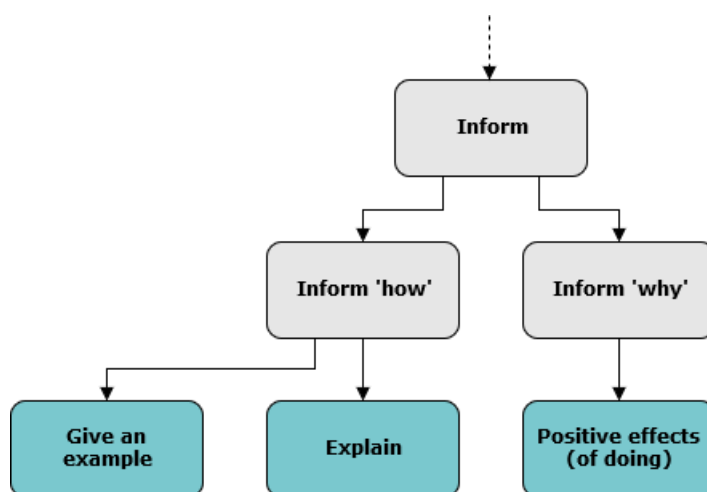 Inform
Inform 'how'
Inform 'why'
Give an
example
Explain
Positive effects
(of doing)